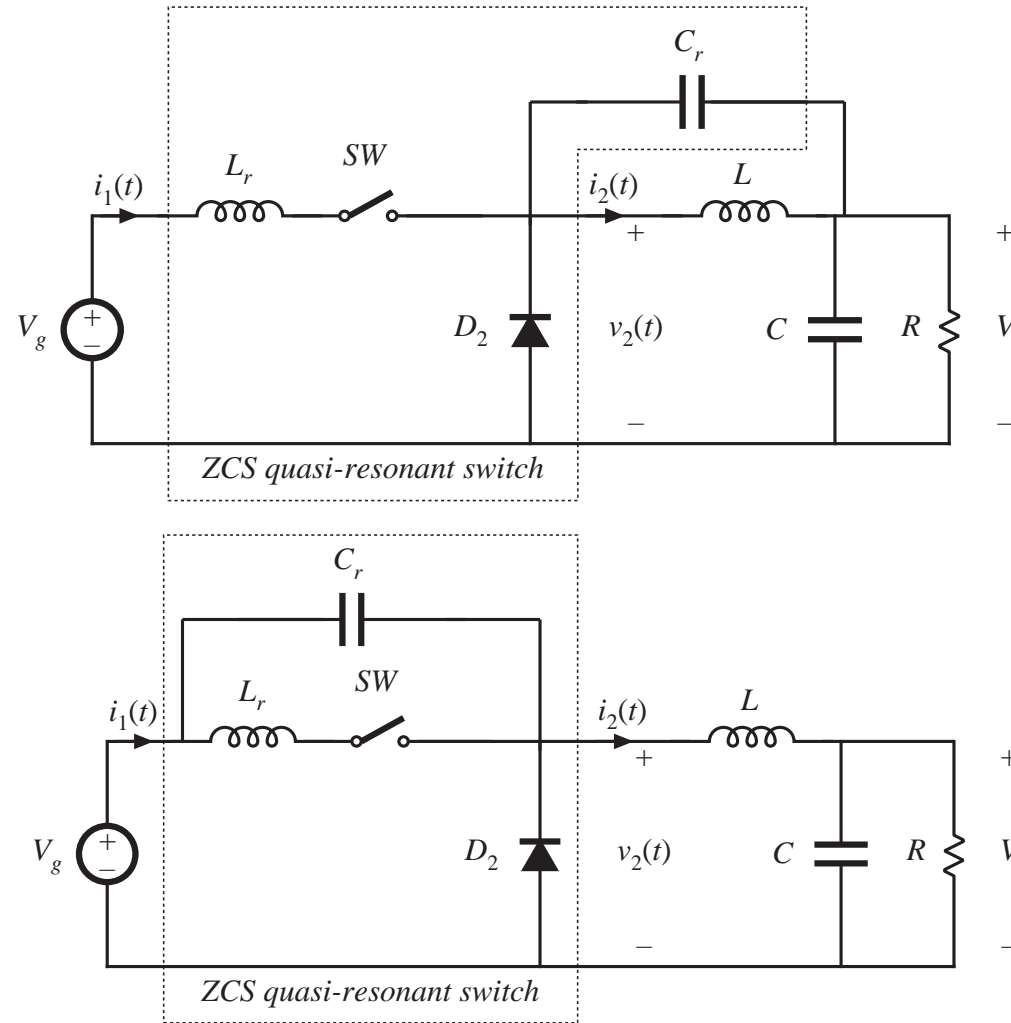 C_r
L_r
SW
i_1(t)
i_2(t)
L
+
+
V_g
+
–
D_2
v_2(t)
C
R
V
–
–
ZCS quasi-resonant switch
C_r
L_r
SW
i_1(t)
i_2(t)
L
+
+
V_g
+
–
D_2
v_2(t)
C
R
V
–
–
ZCS quasi-resonant switch